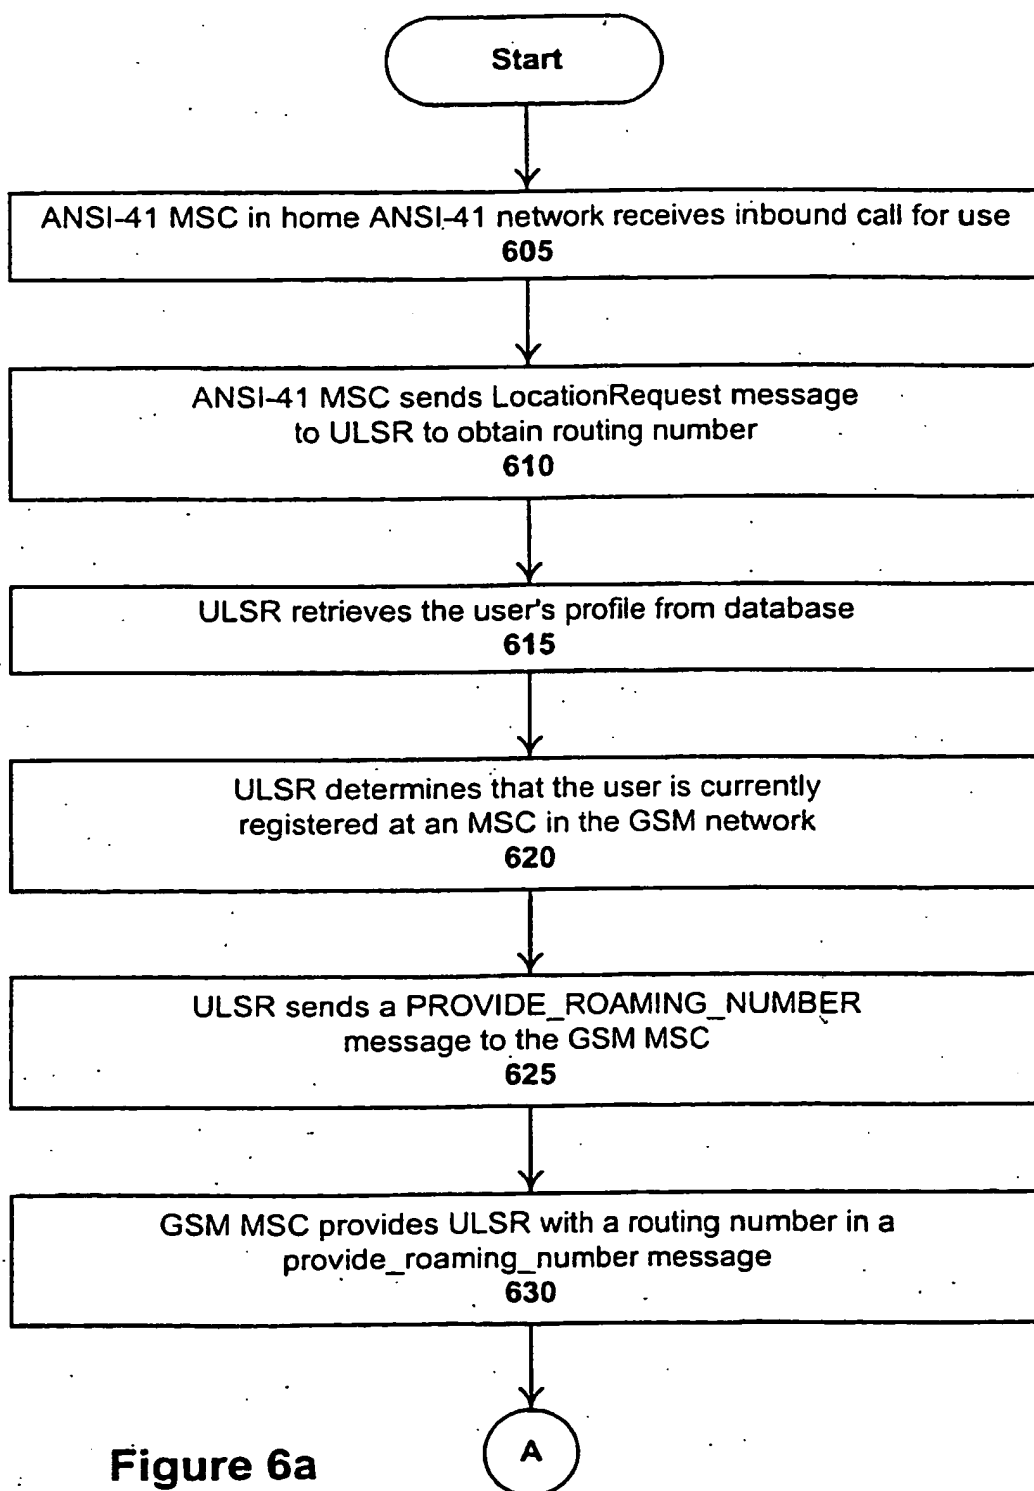 Start
ANSI-41 MSC in home ANSI-41 network receives inbound call for use
605
ANSI-41 MSC sends LocationRequest message
to ULSR to obtain routing number
610
ULSR retrieves the user's profile from database
615
ULSR determines that the user is currently
registered at an MSC in the GSM network
620
ULSR sends a PROVIDE_ROAMING_NUMBER
message to the GSM MSC
625
GSM MSC provides ULSR with a routing number in a
provide_roaming_number message
630
A
Figure 6a